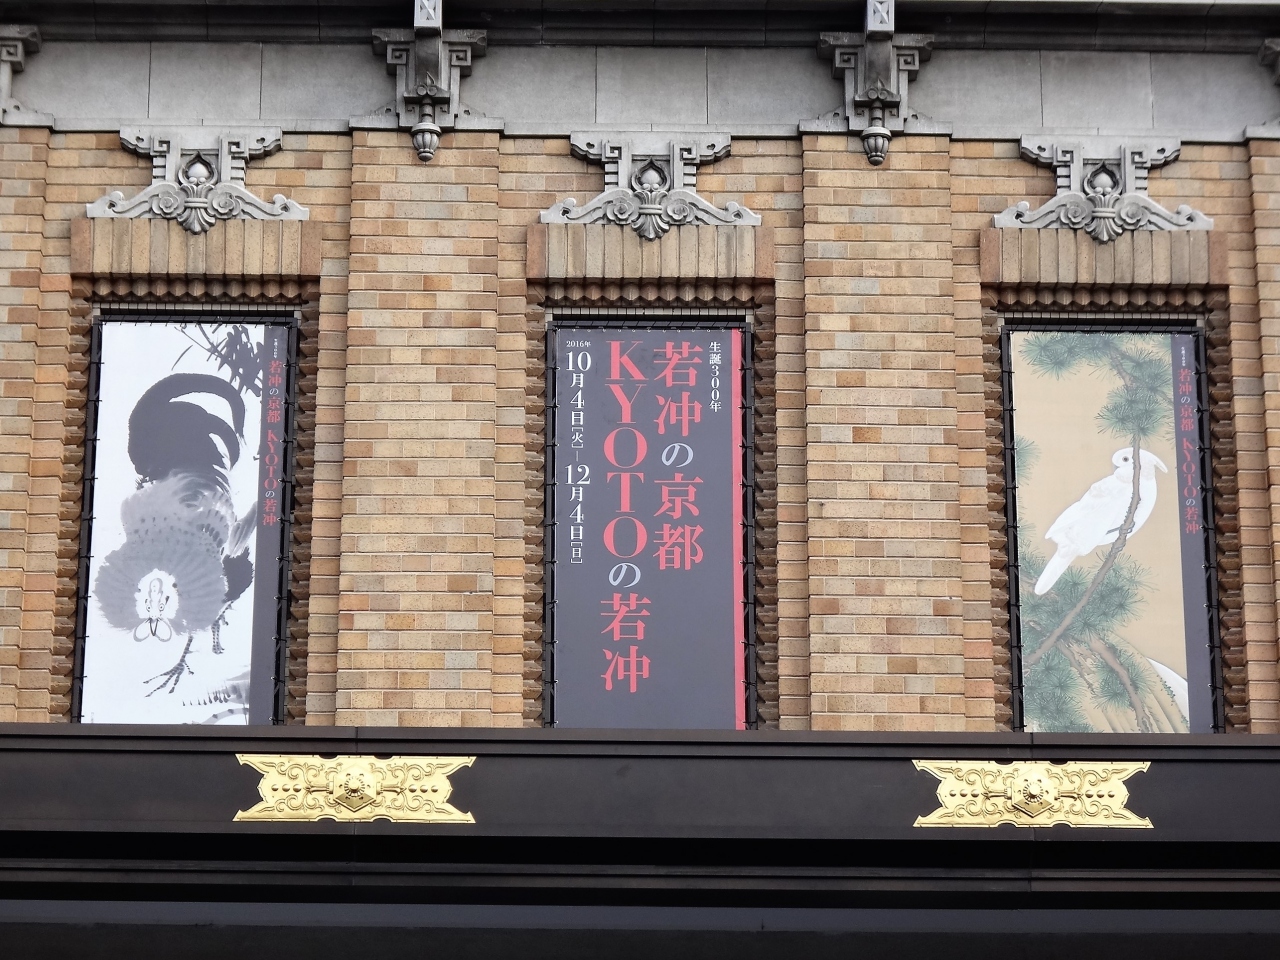 若冲の京都 KYOTOの若冲
生誕300年
若冲の京都
KYOTOの若冲
2016年
10月4日[火]―12月4日[日]
若冲の京都 KYOTOの若冲